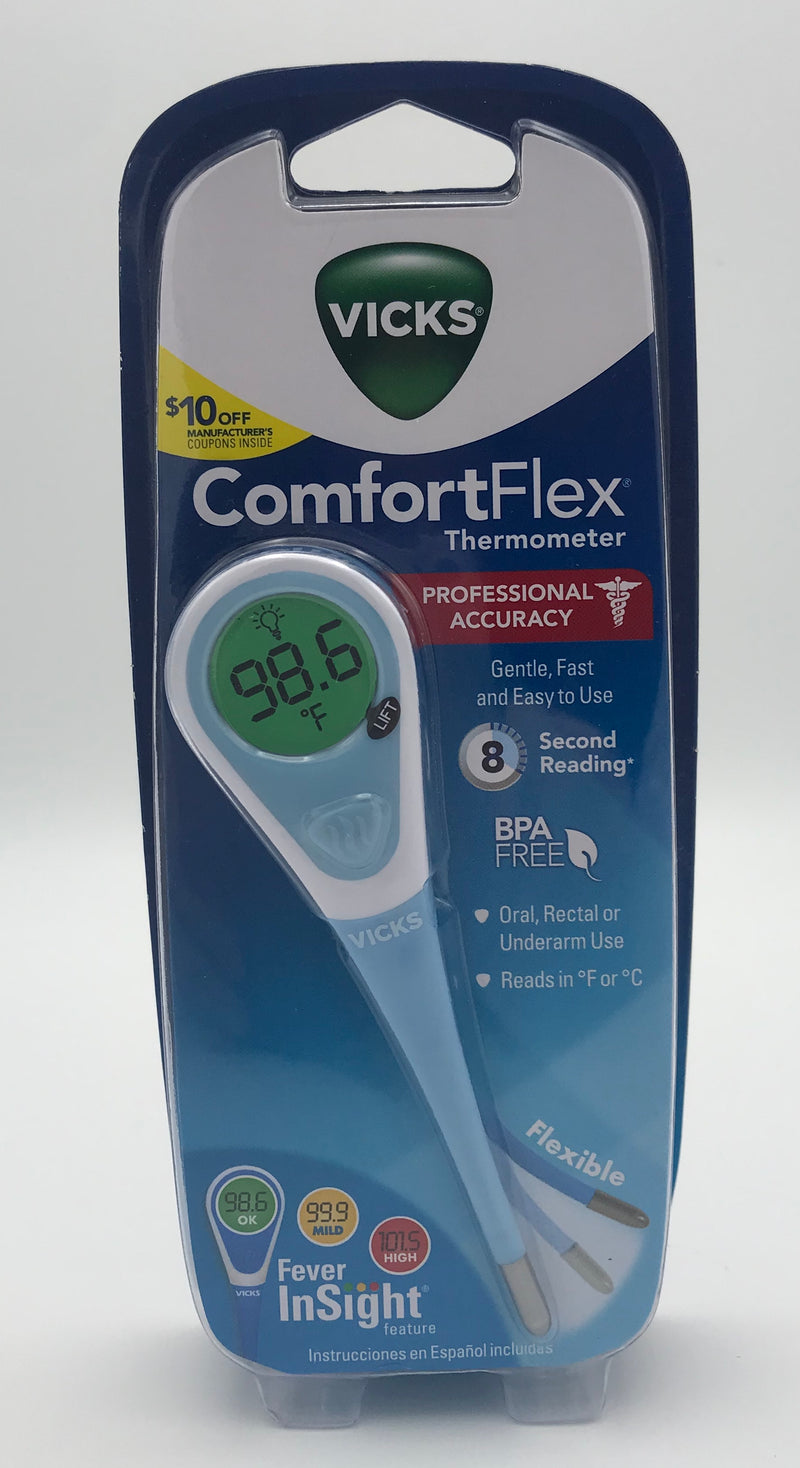 VICKS®
$10 OFF
MANUFACTURER'S
COUPONS INSIDE
ComfortFlex®
Thermometer
PROFESSIONAL
ACCURACY
98.6
°F
LIFT
Gentle, Fast
and Easy to Use
8 Second
Reading*
BPA
FREE
VICKS
Oral, Rectal or
Underarm Use
Reads in °F or °C
Flexible
98.6
OK
99.9
MILD
101.5
HIGH
VICKS
Fever
InSight®
feature
Instrucciones en Español incluidas